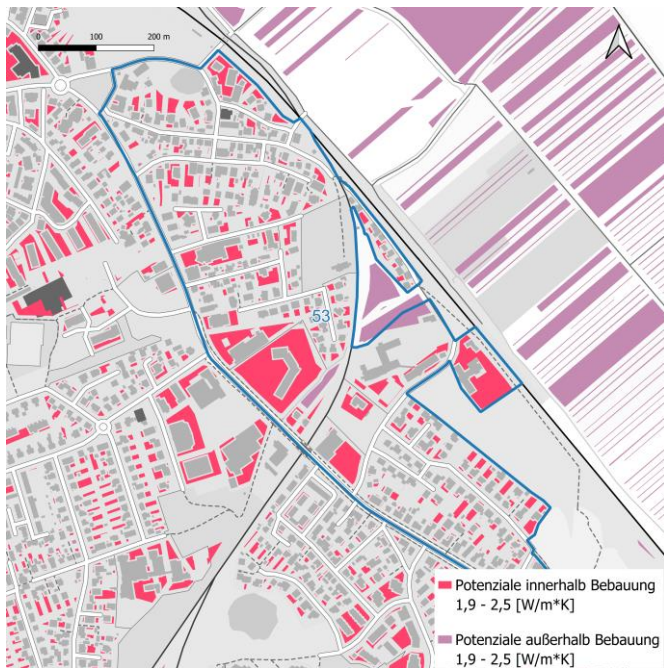 0 100 200 m
53
Potenziale innerhalb Bebauung
1,9 - 2,5 [W/m*K]
Potenziale außerhalb Bebauung
1,9 - 2,5 [W/m*K]